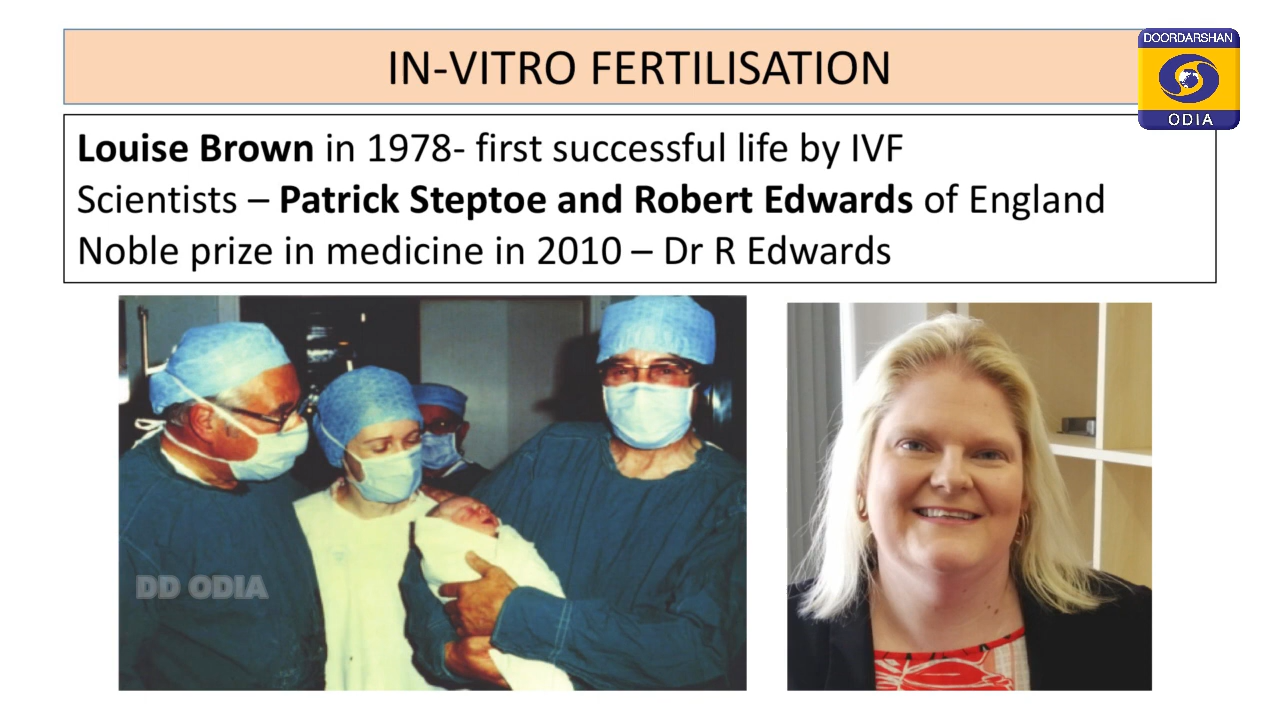 IN-VITRO FERTILISATION
DOORDARSHAN
ODIA
Louise Brown in 1978- first successful life by IVF
Scientists – Patrick Steptoe and Robert Edwards of England
Noble prize in medicine in 2010 – Dr R Edwards
DD ODIA